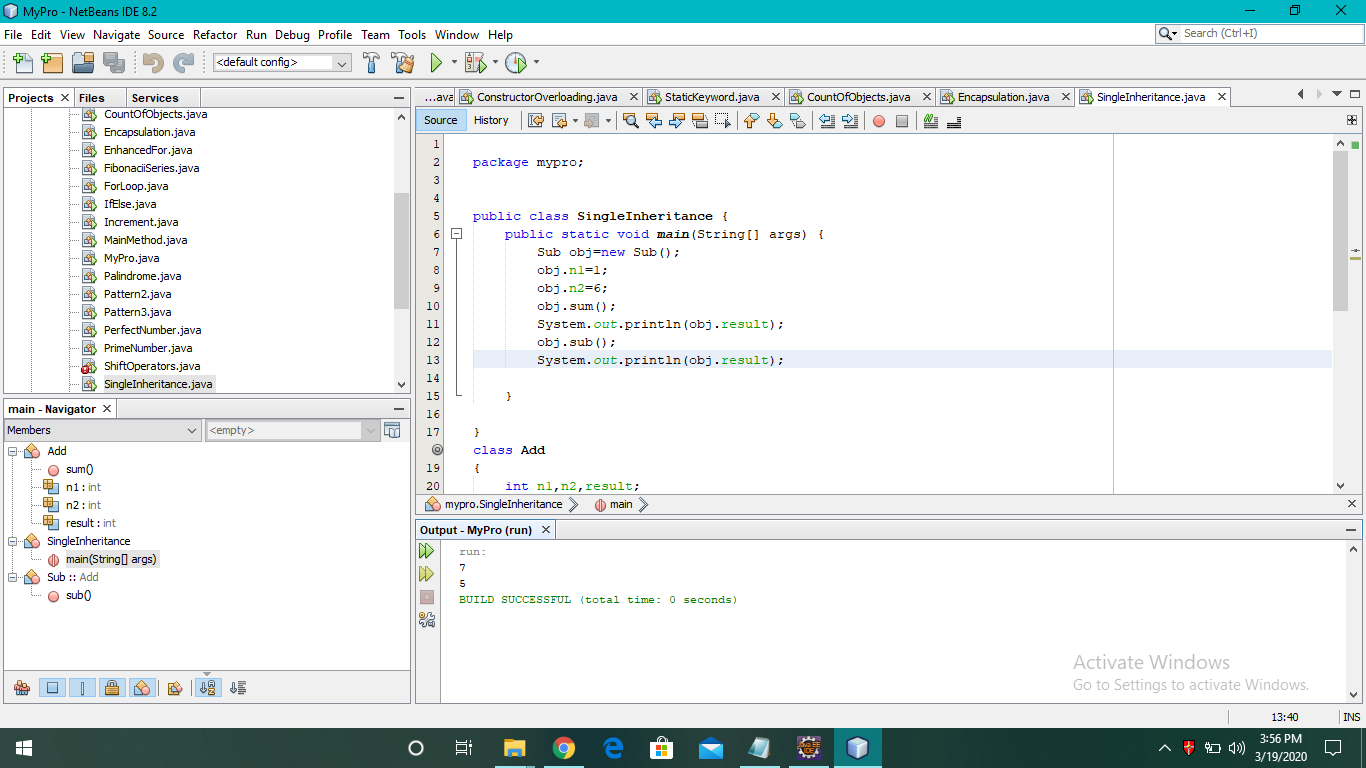 MyPro - NetBeans IDE 8.2
File Edit View Navigate Source Refactor Run Debug Profile Team Tools Window Help
Search (Ctrl+I)
<default config>
Projects Files Services
CountOfObjects.java
Encapsulation.java
EnhancedFor.java
FibonaciiSeries.java
ForLoop.java
IfElse.java
Increment.java
MainMethod.java
MyPro.java
Palindrome.java
Pattern2.java
Pattern3.java
PerfectNumber.java
PrimeNumber.java
ShiftOperators.java
SingleInheritance.java
main - Navigator
Members <empty>
Add
sum()
n1 : int
n2 : int
result : int
SingleInheritance
main(String[] args)
Sub :: Add
sub()
...ava ConstructorOverloading.java StaticKeyword.java CountOfObjects.java Encapsulation.java SingleInheritance.java
Source History
1
2 package mypro;
3
4
5 public class SingleInheritance {
6 public static void main(String[] args) {
7 Sub obj=new Sub();
8 obj.n1=1;
9 obj.n2=6;
10 obj.sum();
11 System.out.println(obj.result);
12 obj.sub();
13 System.out.println(obj.result);
14
15 }
16
17 }
class Add
19 {
20 int n1,n2,result;
mypro.SingleInheritance main
Output - MyPro (run)
run:
7
5
BUILD SUCCESSFUL (total time: 0 seconds)
Activate Windows
Go to Settings to activate Windows.
13:40 INS
3:56 PM
3/19/2020